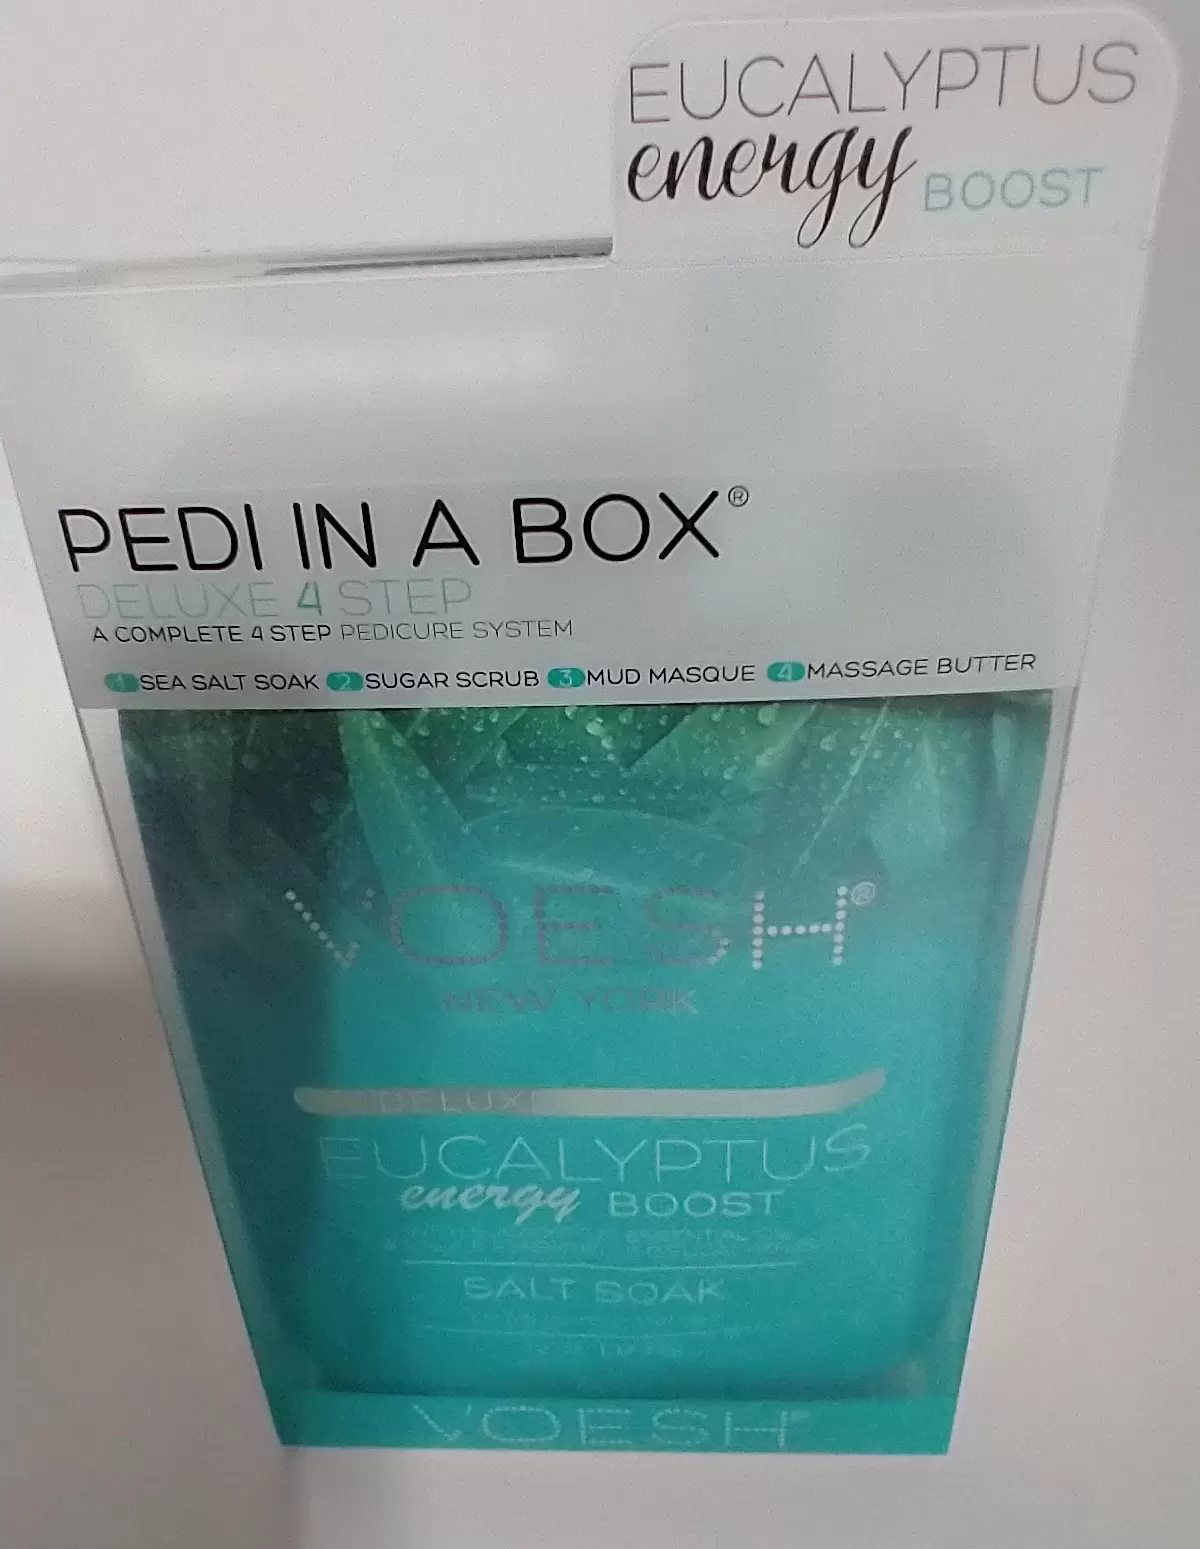 EUCALYPTUS
energy BOOST
PEDI IN A BOX®
DELUXE 4 STEP
A COMPLETE 4 STEP PEDICURE SYSTEM
1 SEA SALT SOAK 2 SUGAR SCRUB 3 MUD MASQUE 4 MASSAGE BUTTER
VOESH®
NEW YORK
DELUXE
EUCALYPTUS
energy BOOST
SALT SOAK
VOESH